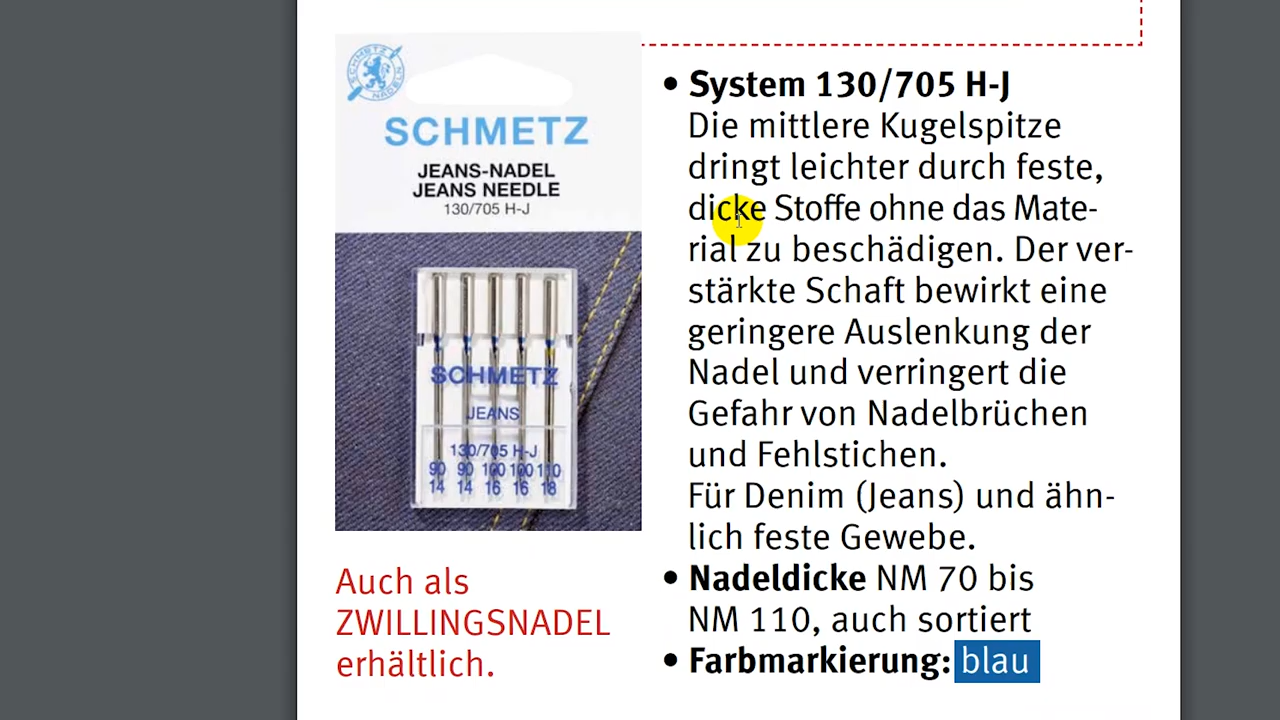 SCHMETZ
NADELN
SCHMETZ
JEANS-NADEL
JEANS NEEDLE
130/705 H-J
SCHMETZ
JEANS
130/705 H-J
90 90 100 100 110
14 14 16 16 18
Auch als
ZWILLINGSNADEL
erhältlich.
• System 130/705 H-J
Die mittlere Kugelspitze
dringt leichter durch feste,
dicke Stoffe ohne das Mate-
rial zu beschädigen. Der ver-
stärkte Schaft bewirkt eine
geringere Auslenkung der
Nadel und verringert die
Gefahr von Nadelbrüchen
und Fehlstichen.
Für Denim (Jeans) und ähn-
lich feste Gewebe.
• Nadeldicke NM 70 bis
NM 110, auch sortiert
• Farbmarkierung: blau